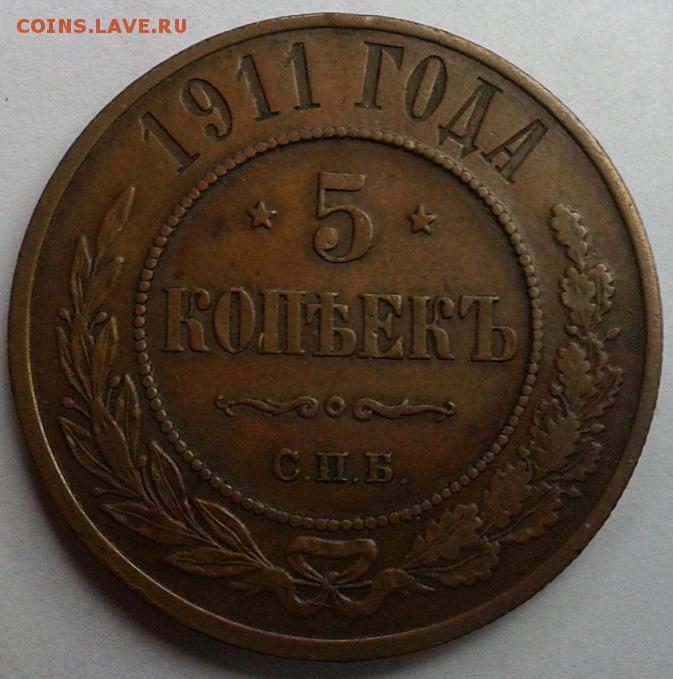 COINS.LAVE.RU
1911 ГОДА
5
КОПѢЕКЪ
С.П.Б.